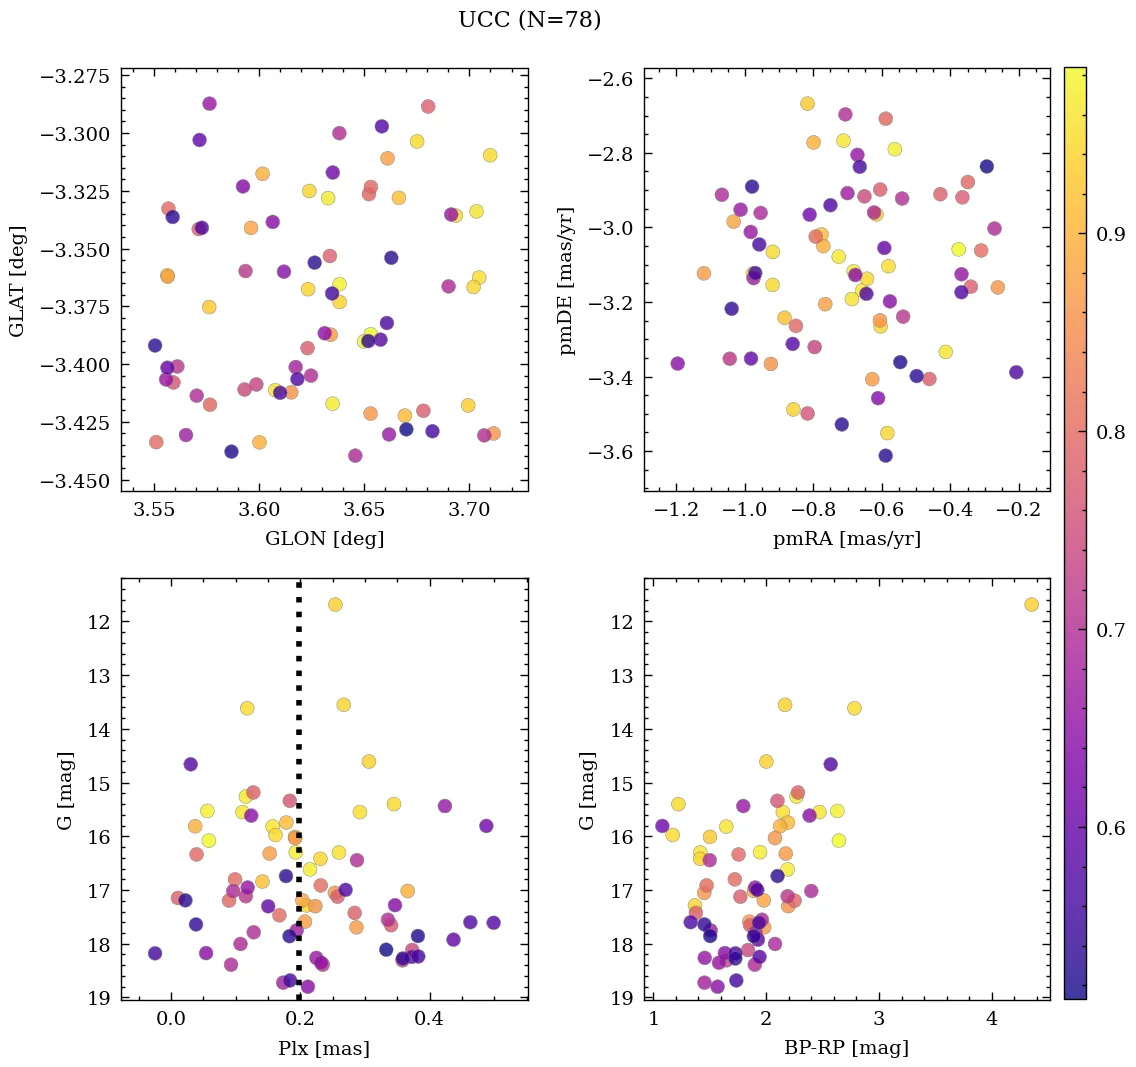 UCC (N=78)
−3.275
−3.300
−3.325
−3.350
−3.375
−3.400
−3.425
−3.450
GLAT [deg]
3.55 3.60 3.65 3.70
GLON [deg]
−2.6
−2.8
−3.0
−3.2
−3.4
−3.6
pmDE [mas/yr]
−1.2 −1.0 −0.8 −0.6 −0.4 −0.2
pmRA [mas/yr]
0.9
0.8
0.7
0.6
12
13
14
15
16
17
18
19
G [mag]
0.0 0.2 0.4
Plx [mas]
12
13
14
15
16
17
18
19
G [mag]
1 2 3 4
BP-RP [mag]